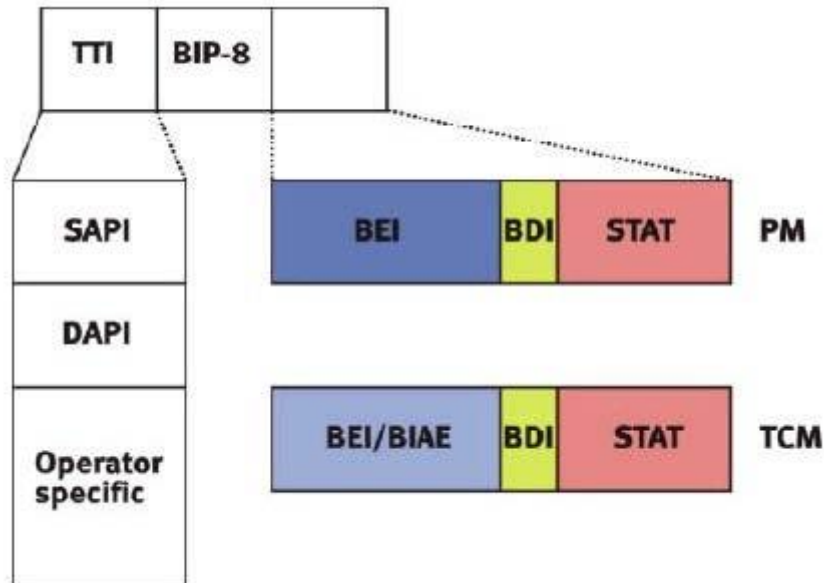 TTI BIP-8
SAPI BEI BDI STAT PM
DAPI
BEI/BIAE BDI STAT TCM
Operator
specific